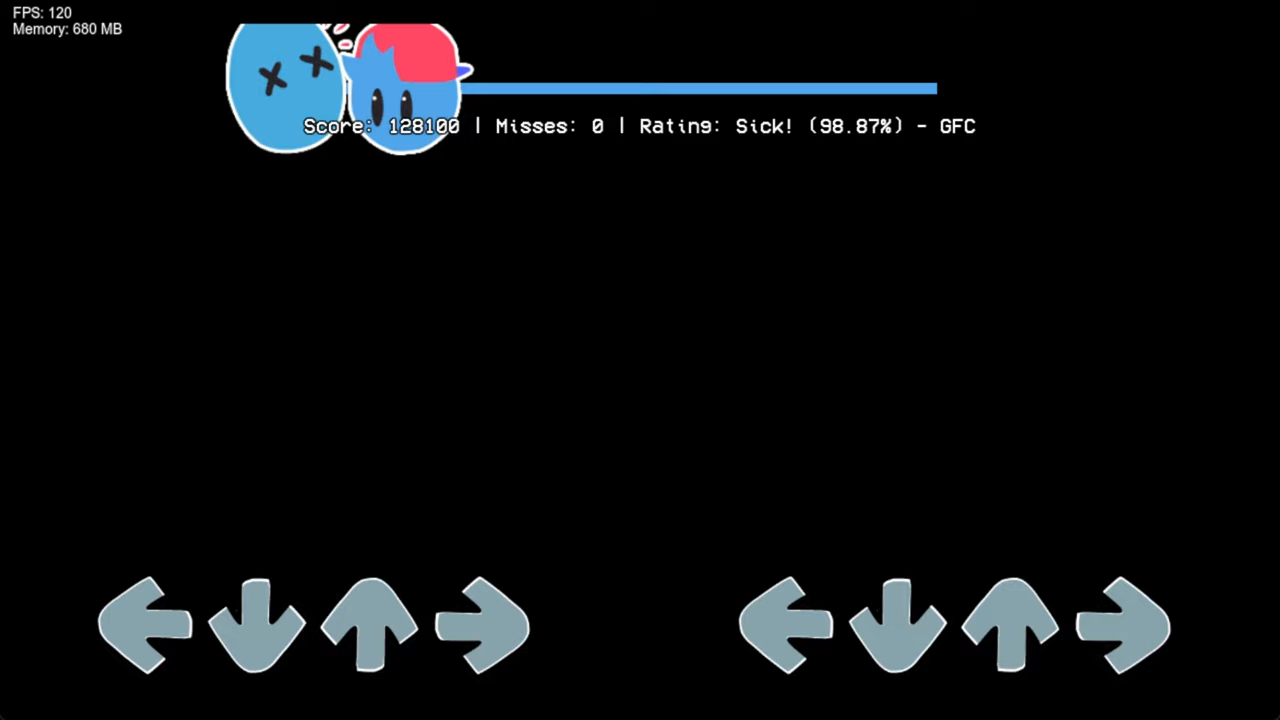 FPS: 120
Memory: 680 MB
Score: 128100 | Misses: 0 | Rating: Sick! (98.87%) - GFC